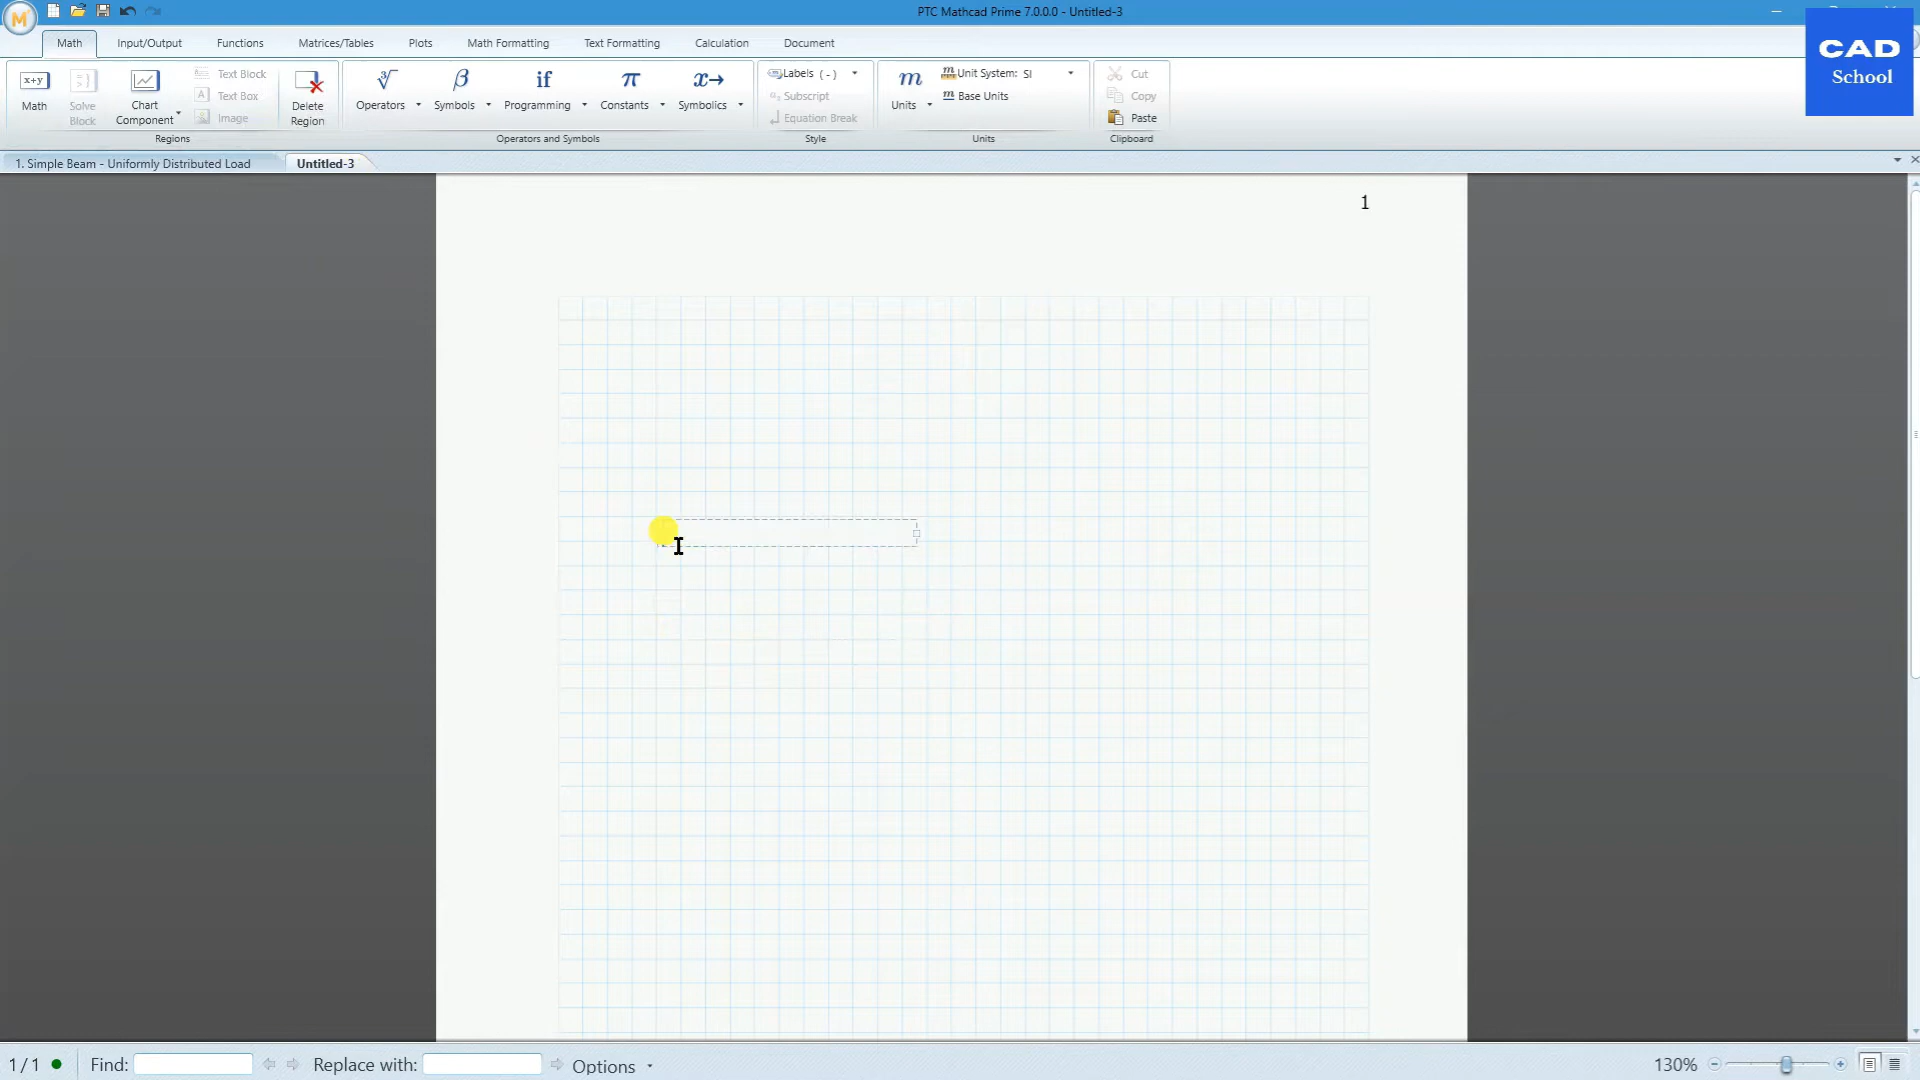 PTC Mathcad Prime 7.0.0.0 - Untitled-3
Math Input/Output Functions Matrices/Tables Plots Math Formatting Text Formatting Calculation Document
CAD
School
x+y
Math
Solve
Block
Chart
Component
Text Block
Text Box
Image
Delete
Region
Regions
Operators
β
Symbols
if
Programming
π
Constants
x→
Symbolics
Operators and Symbols
Labels ( - )
Subscript
Equation Break
Style
m
Units
Unit System: SI
Base Units
Units
Cut
Copy
Paste
Clipboard
1. Simple Beam - Uniformly Distributed Load
Untitled-3
1
1 / 1 Find: Replace with: Options 130%